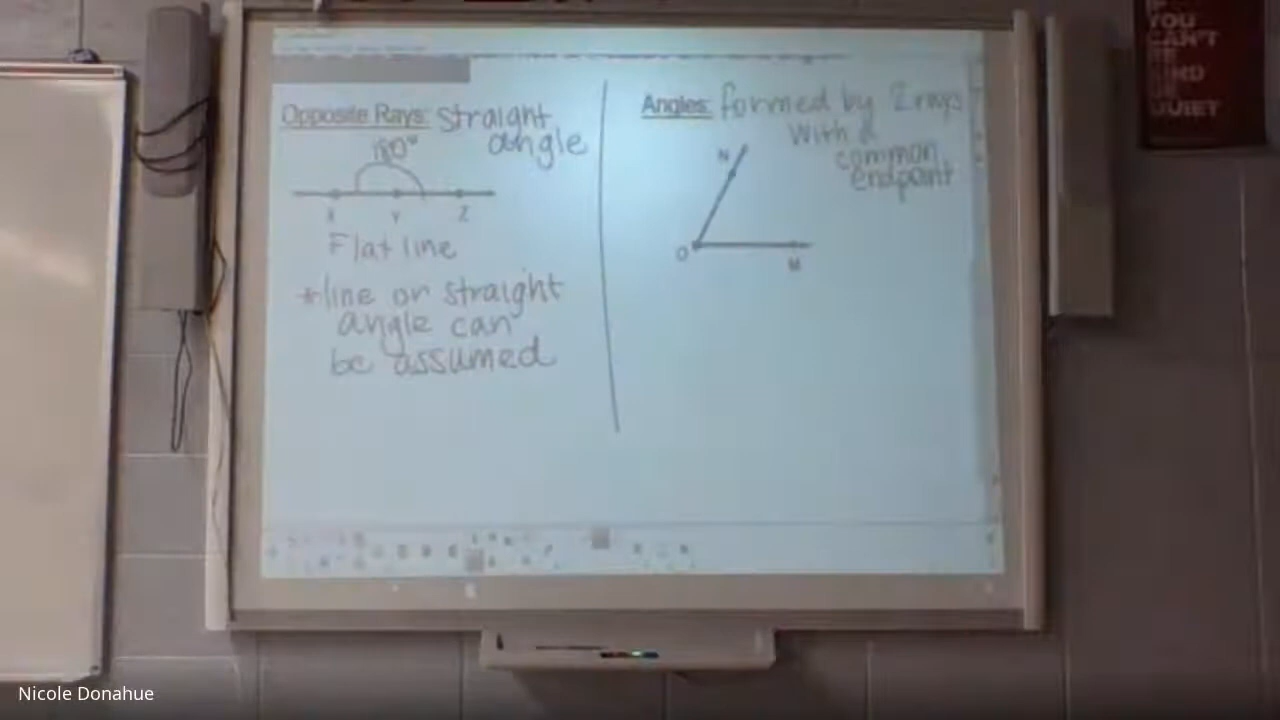 Opposite Rays: straight
angle
180°
X Y Z
Flat line
*line or straight
angle can
be assumed
Angles: formed by 2 rays
with a
common
endpoint
N
O
M
IF
YOU
CAN'T
BE
KIND
BE
QUIET
Nicole Donahue